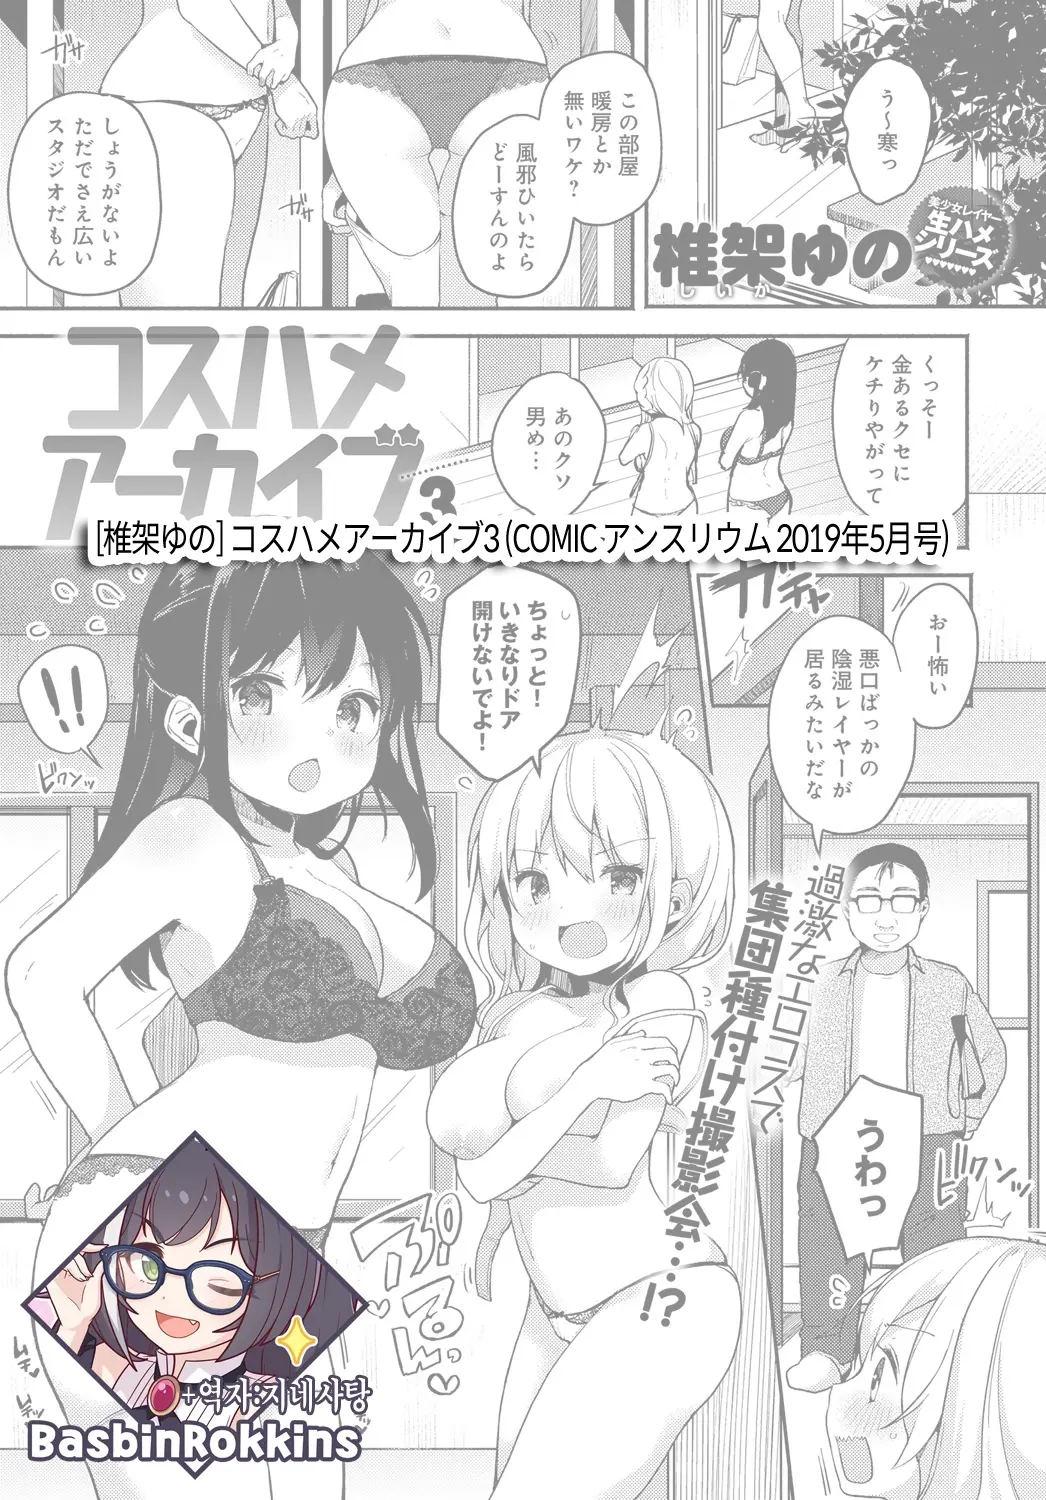 う〜寒っ
美少女レイヤー
生ハメ
シリーズ
♥♥♥♥♥♥
椎架ゆの
しいか
この部屋
暖房とか
無いワケ?
風邪ひいたら
どーすんのよ
ガサ
ガサ
しょうがないよ
ただでさえ広い
スタジオだもん
くっそー
金あるクセに
ケチりやがって
あのクソ
男め…
コスハメ
アーカイブ
3
[椎架ゆの] コスハメアーカイブ3 (COMIC アンスリウム 2019年5月号)
ガチャ
おー怖い
悪口ばっかの
陰湿レイヤーが
居るみたいだな
ちょっと!
いきなりドア
開けないでよ!
!!
ビクンッ
過激なエロコスで
集団種付け撮影会…!?
うわっ
ビクンッ
ぷるんっ
ムチッ
+역자:지네사당
BasbinRokkins